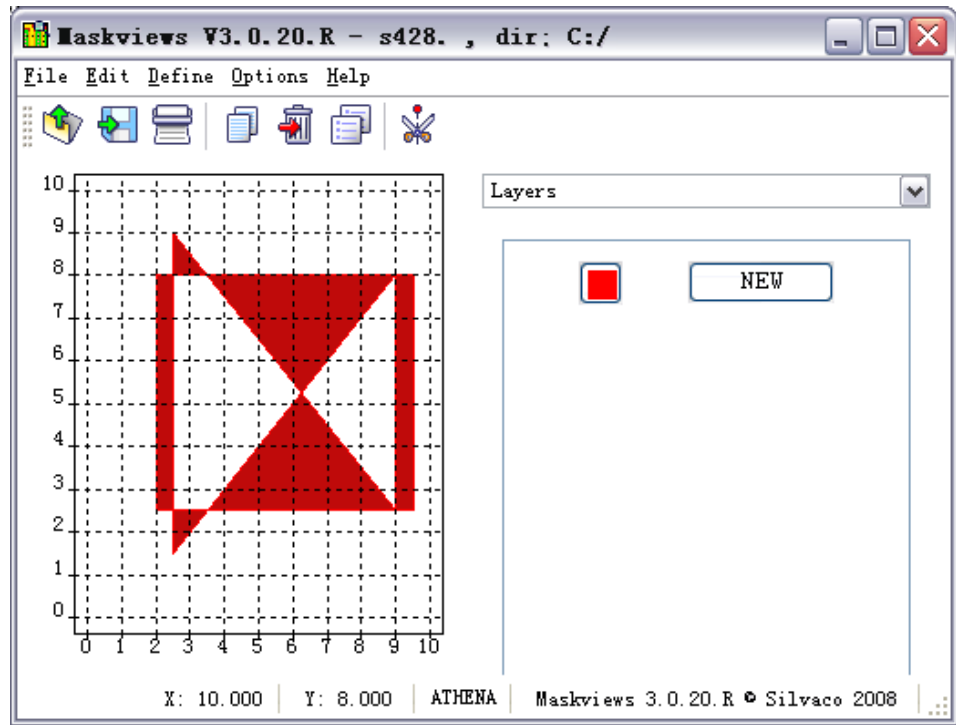 Maskviews V3.0.20.R - s428. , dir: C:/
File Edit Define Options Help
10
9
8
7
6
5
4
3
2
1
0
0 1 2 3 4 5 6 7 8 9 10
Layers
NEW
X: 10.000 Y: 8.000 ATHENA Maskviews 3.0.20.R © Silvaco 2008